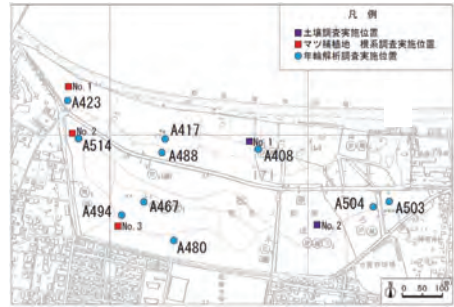 凡 例
土壌調査実施位置
マツ補植地 根系調査実施位置
年輪解析調査実施位置
No. 1
A423
No. 2
A514
A417
A488
No. 1
A408
A494
A467
No. 3
A480
A504
A503
No. 2
0 50 100